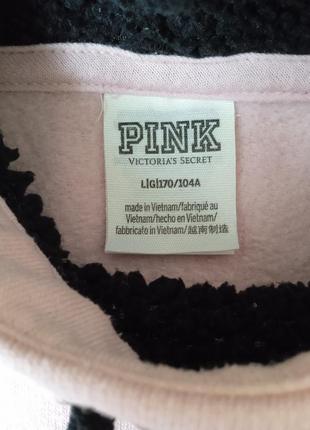 PINK
VICTORIA'S SECRET
L|G|170/104A
made in Vietnam/fabriqué au
Vietnam/hecho en Vietnam/
fabbricato in Vietnam/越南制造